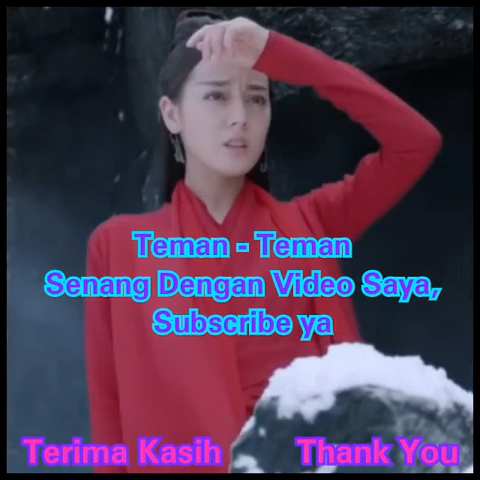 Teman - Teman
Senang Dengan Video Saya,
Subscribe ya
Terima Kasih Thank You